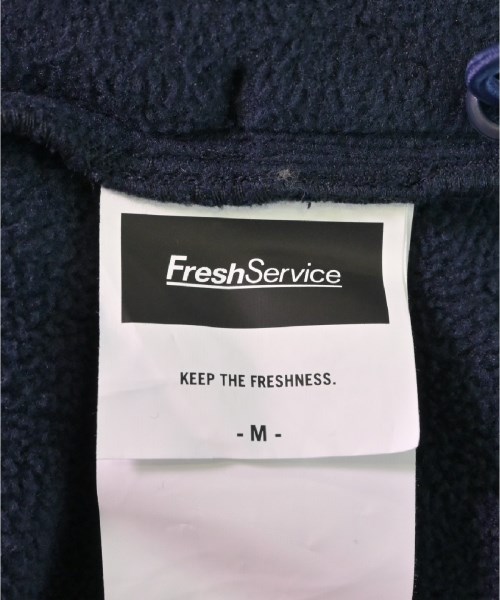 FreshService
KEEP THE FRESHNESS.
- M -